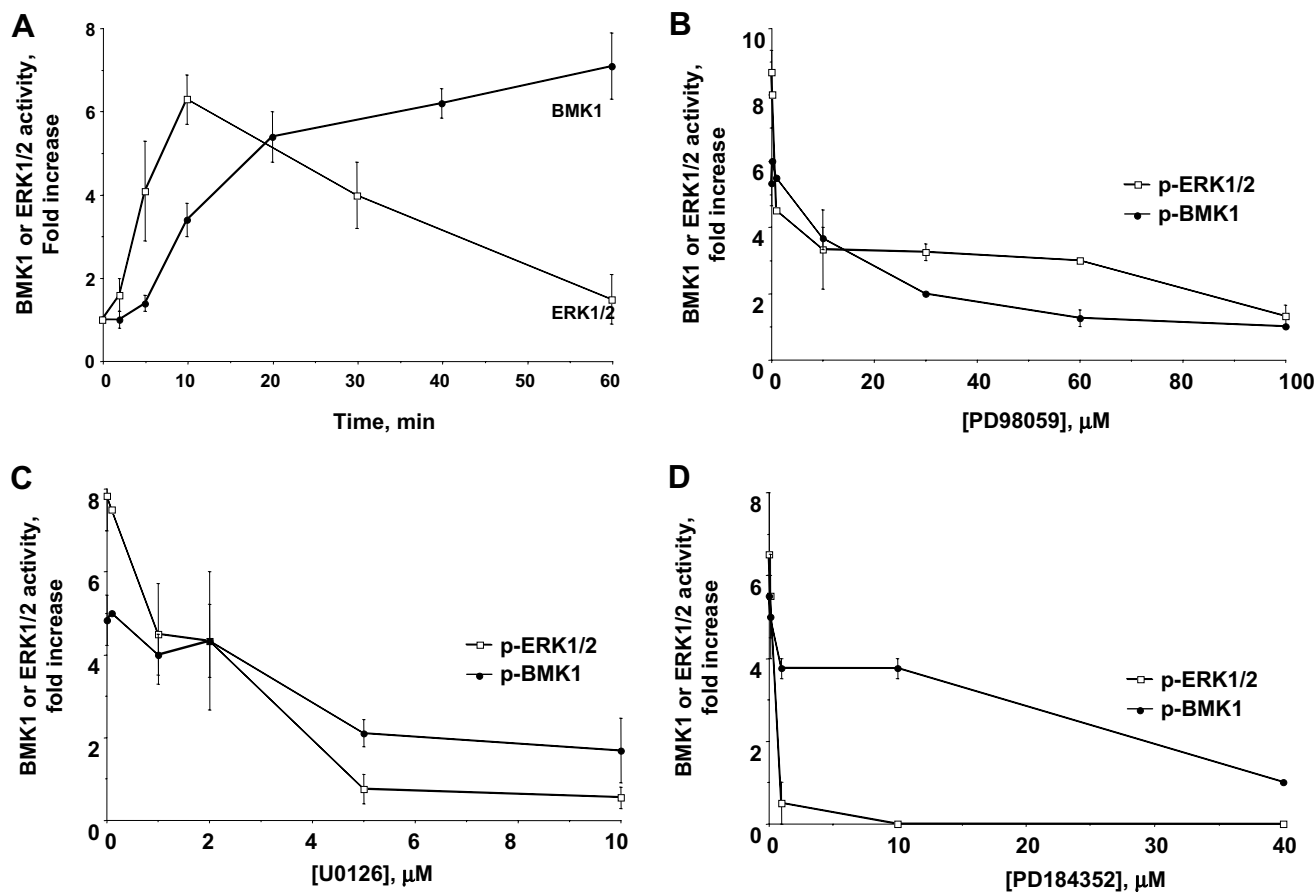 A
BMK1 or ERK1/2 activity,
Fold increase
8
6
4
2
0
BMK1
ERK1/2
0 10 20 30 40 50 60
Time, min
B
BMK1 or ERK1/2 activity,
fold increase
10
8
6
4
2
0
p-ERK1/2
p-BMK1
0 20 40 60 80 100
[PD98059], μM
C
BMK1 or ERK1/2 activity,
fold increase
8
6
4
2
0
p-ERK1/2
p-BMK1
0 2 4 6 8 10
[U0126], μM
D
BMK1 or ERK1/2 activity,
fold increase
8
6
4
2
0
p-ERK1/2
p-BMK1
0 10 20 30 40
[PD184352], μM